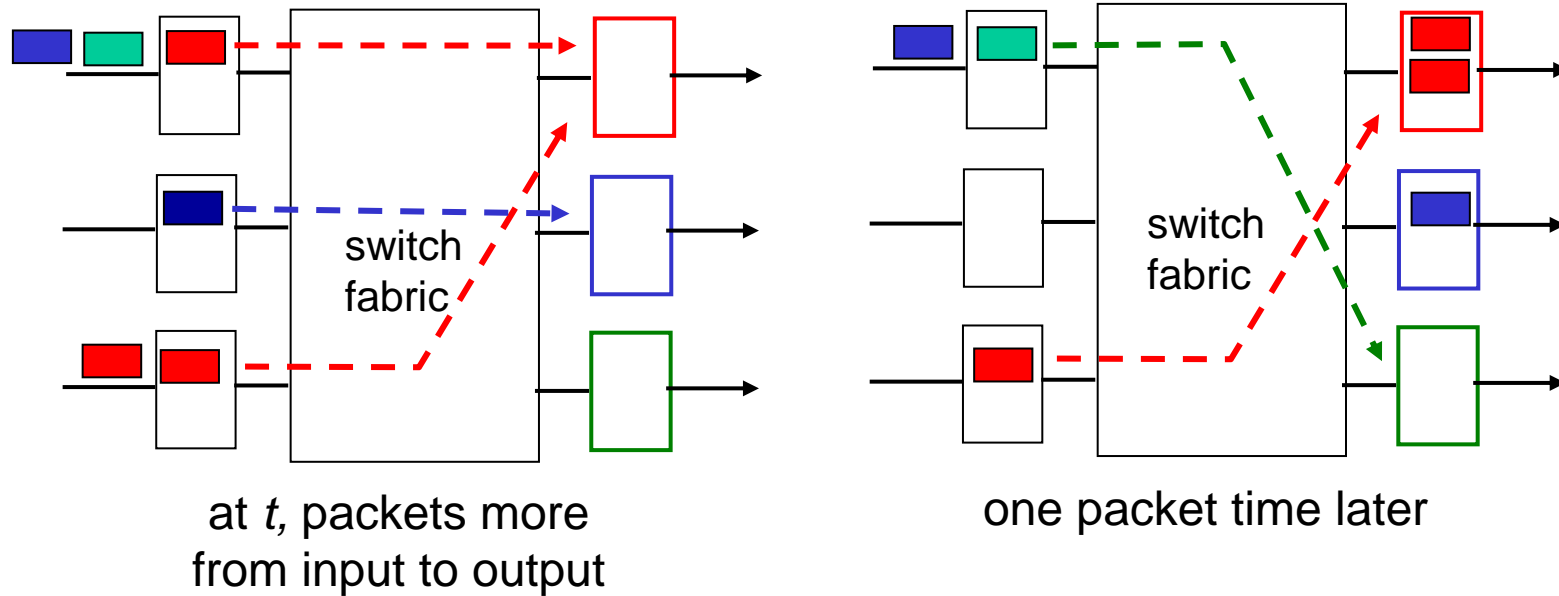 switch
fabric
at t, packets more
from input to output
switch
fabric
one packet time later